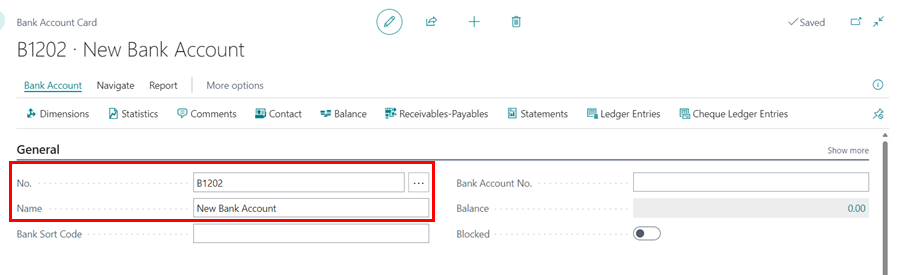 Bank Account Card
Saved
B1202 · New Bank Account
Bank Account Navigate Report More options
Dimensions Statistics Comments Contact Balance Receivables-Payables Statements Ledger Entries Cheque Ledger Entries
General Show more
No. B1202 ... Bank Account No.
Name New Bank Account Balance 0.00
Bank Sort Code Blocked